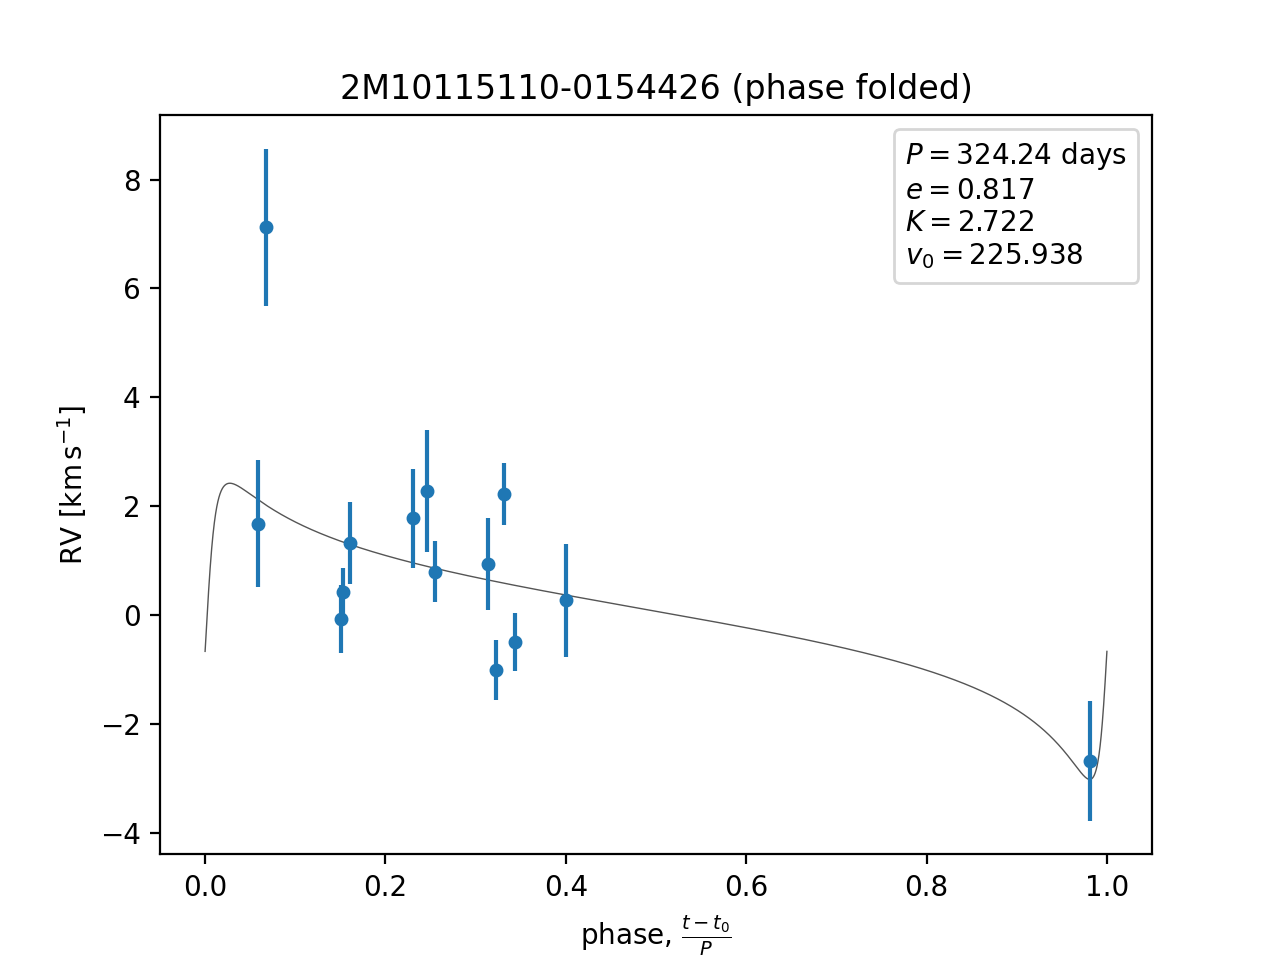 2M10115110-0154426 (phase folded)
P = 324.24 days
e = 0.817
K = 2.722
v₀ = 225.938
8
6
4
2
0
−2
−4
RV [km s⁻¹]
0.0 0.2 0.4 0.6 0.8 1.0
phase, (t − t₀)/P